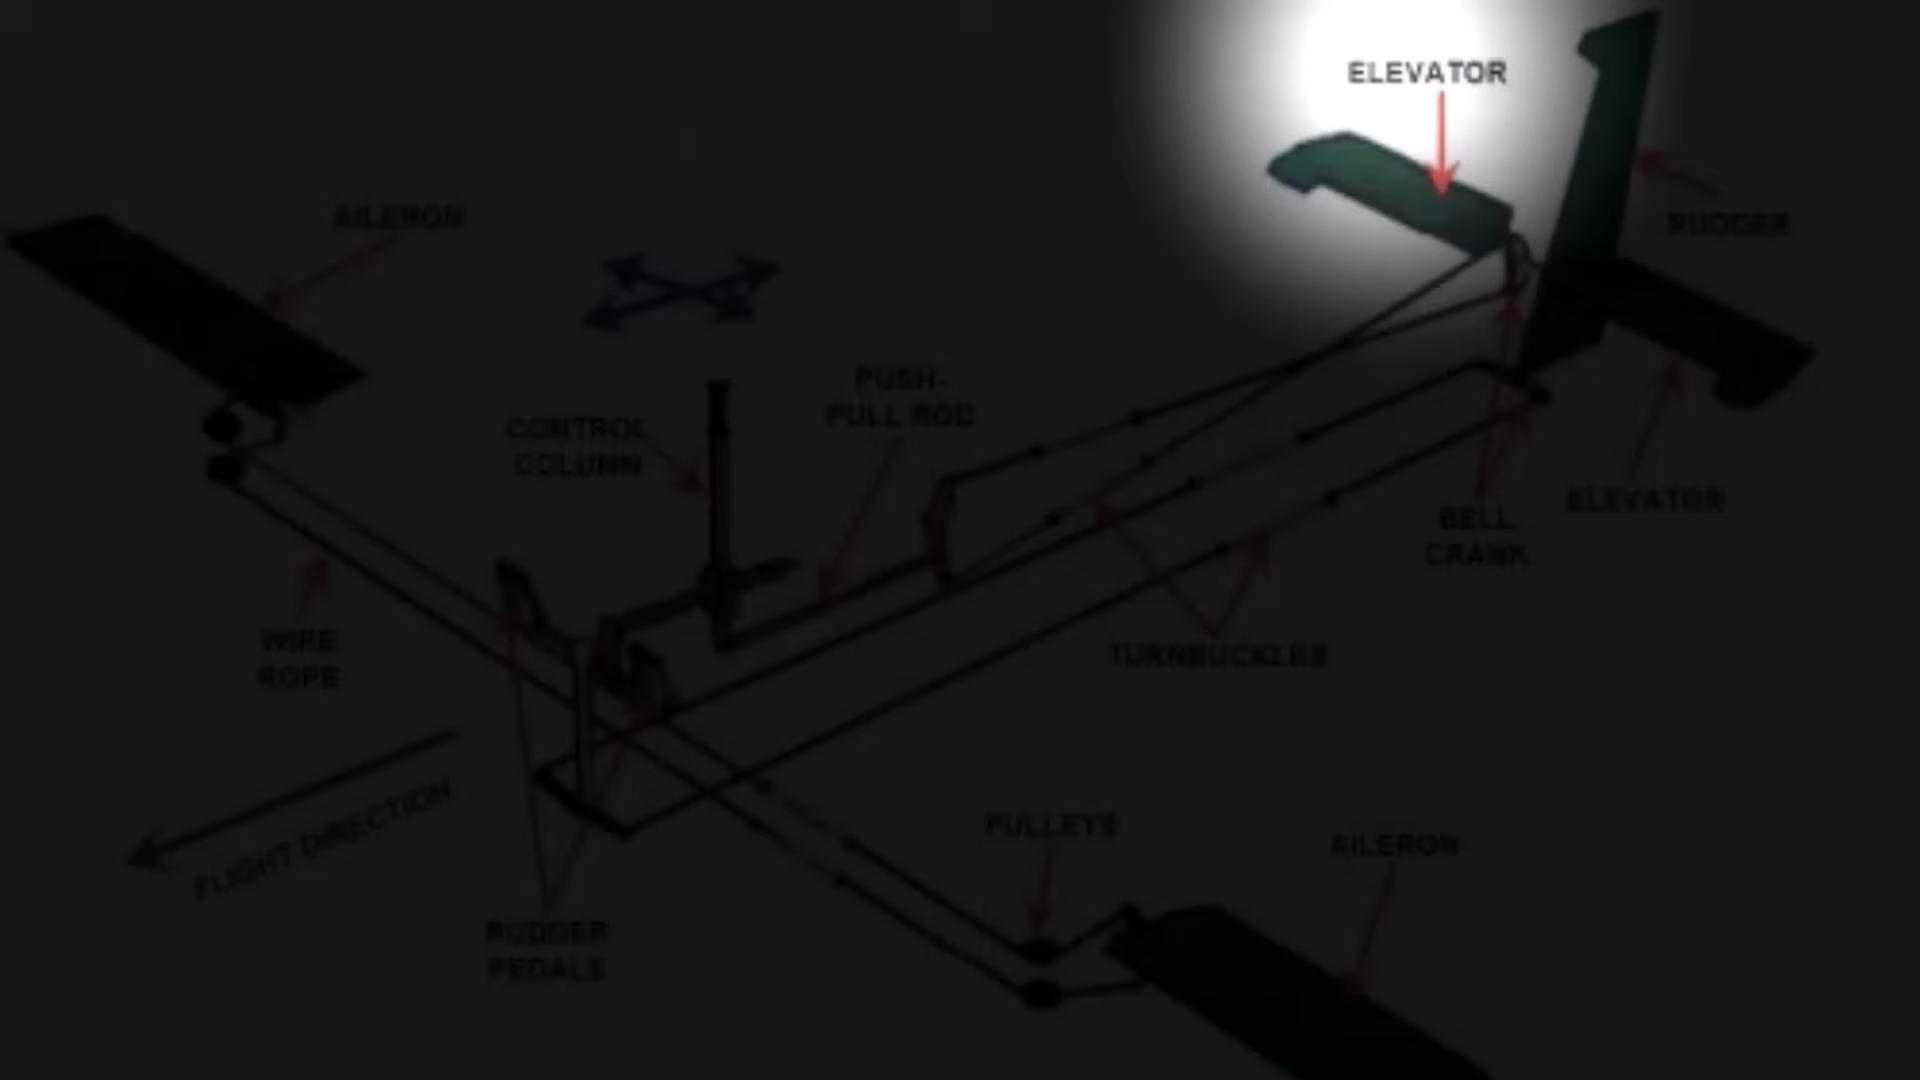 ELEVATOR
AILERON
RUDDER
PUSH-
PULL ROD
CONTROL
COLUMN
ELEVATOR
BELL
CRANK
WIRE
ROPE
TURNBUCKLES
FLIGHT DIRECTION
PULLEYS
AILERON
RUDDER
PEDALS